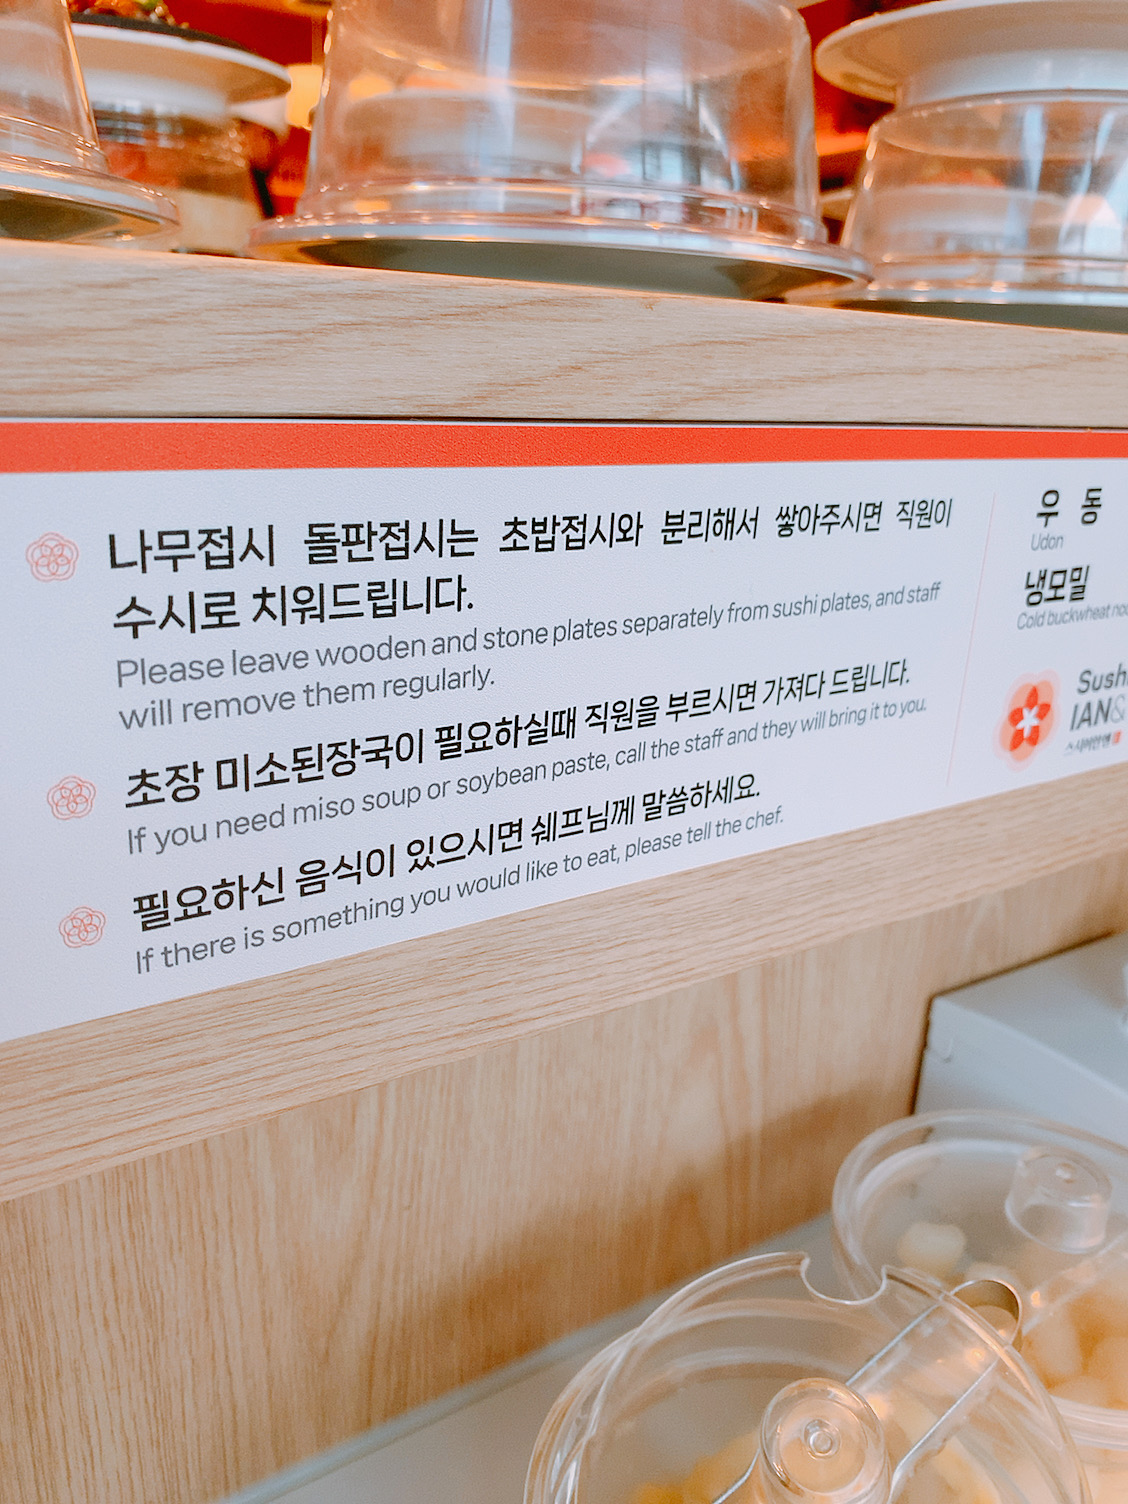 나무접시 돌판접시는 초밥접시와 분리해서 쌓아주시면 직원이
수시로 치워드립니다.
Please leave wooden and stone plates separately from sushi plates, and staff
will remove them regularly.
초장 미소된장국이 필요하실때 직원을 부르시면 가져다 드립니다.
If you need miso soup or soybean paste, call the staff and they will bring it to you.
필요하신 음식이 있으시면 쉐프님께 말씀하세요.
If there is something you would like to eat, please tell the chef.
우 동
Udon
냉모밀
Cold buckwheat
Sush
IAN&